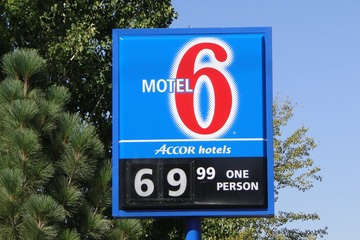 MOTEL 6
ACCOR hotels
69 99 ONE
PERSON